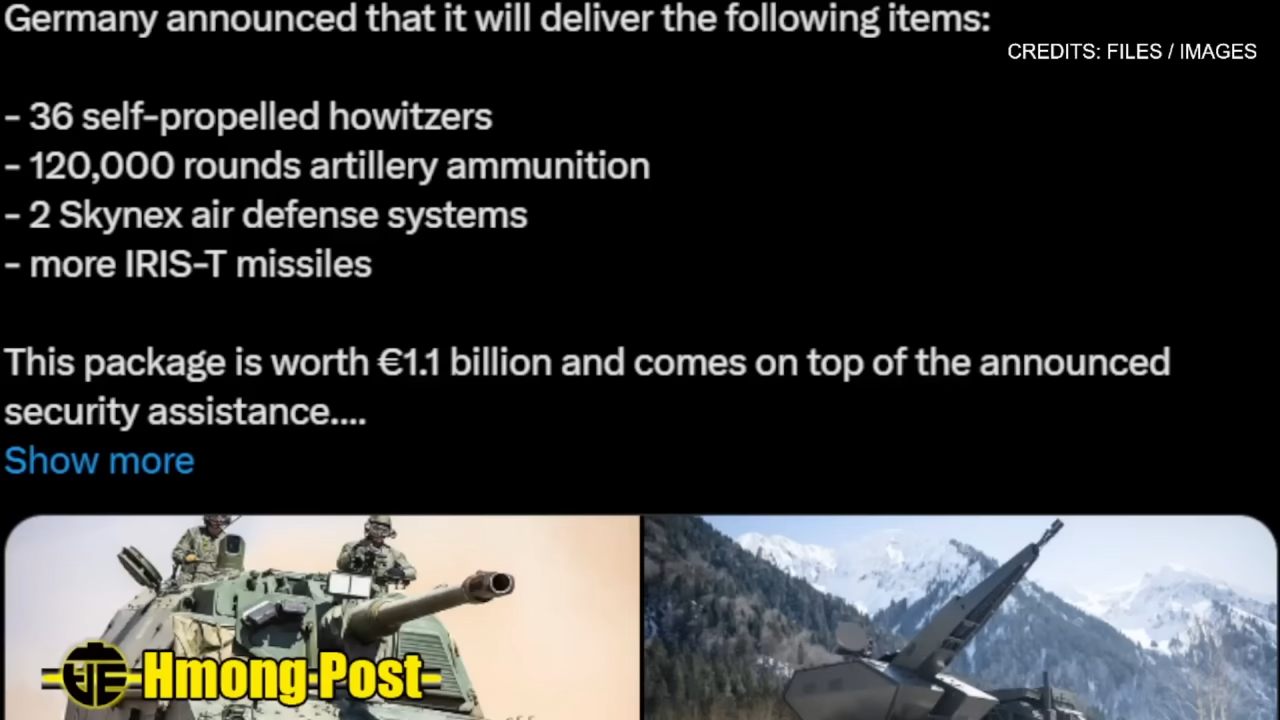 Germany announced that it will deliver the following items:
CREDITS: FILES / IMAGES
- 36 self-propelled howitzers
- 120,000 rounds artillery ammunition
- 2 Skynex air defense systems
- more IRIS-T missiles
This package is worth €1.1 billion and comes on top of the announced
security assistance....
Show more
Hmong Post